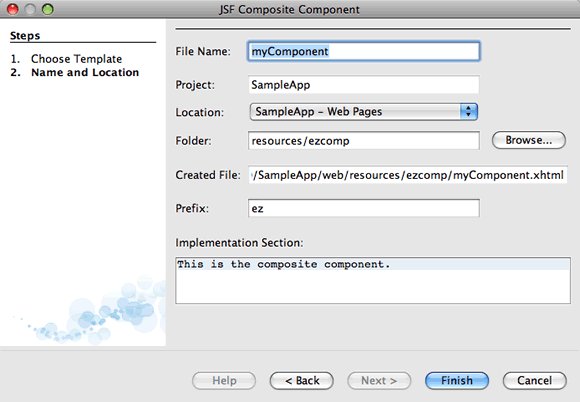 JSF Composite Component
Steps
1. Choose Template
2. Name and Location
File Name: myComponent
Project: SampleApp
Location: SampleApp – Web Pages
Folder: resources/ezcomp Browse...
Created File: /SampleApp/web/resources/ezcomp/myComponent.xhtml
Prefix: ez
Implementation Section:
This is the composite component.
Help < Back Next > Finish Cancel